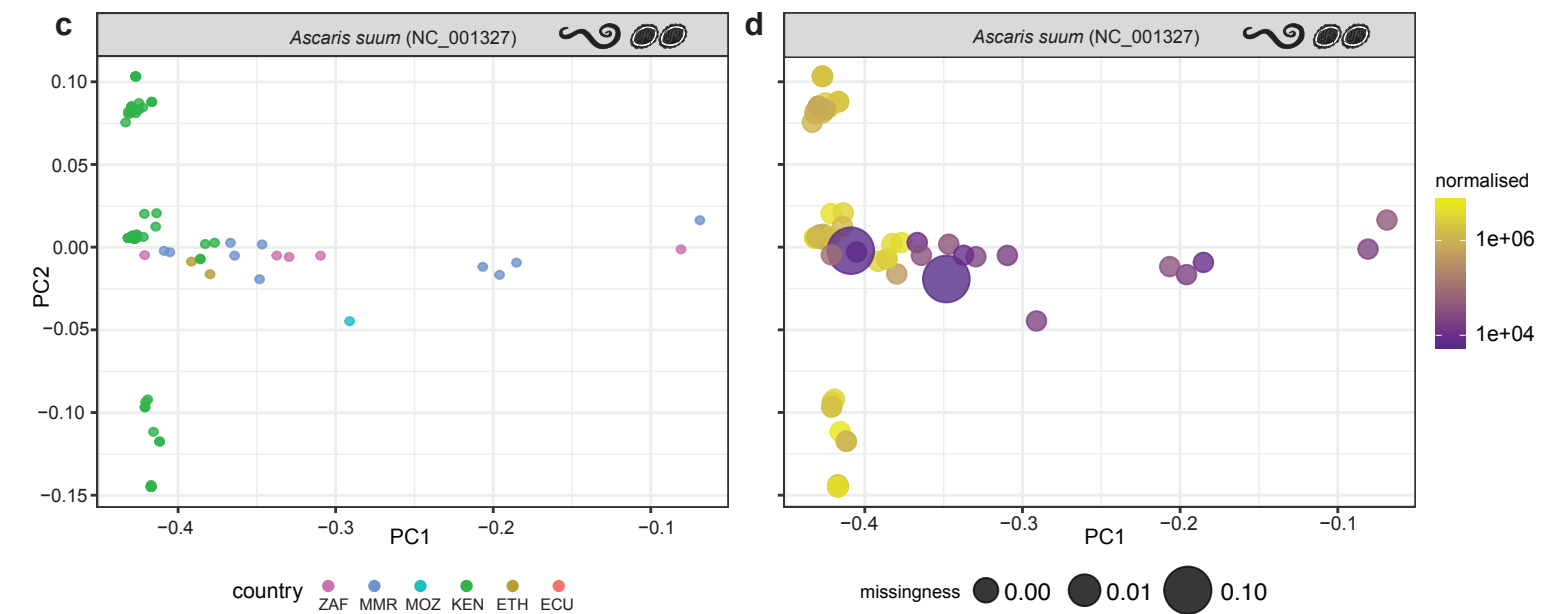 c
Ascaris suum (NC_001327)
0.10
0.05
0.00
−0.05
−0.10
−0.15
PC2
−0.4
−0.3
−0.2
−0.1
PC1
country
ZAF MMR MOZ KEN ETH ECU
d
Ascaris suum (NC_001327)
−0.4
−0.3
−0.2
−0.1
PC1
missingness 0.00 0.01 0.10
normalised
1e+06
1e+04